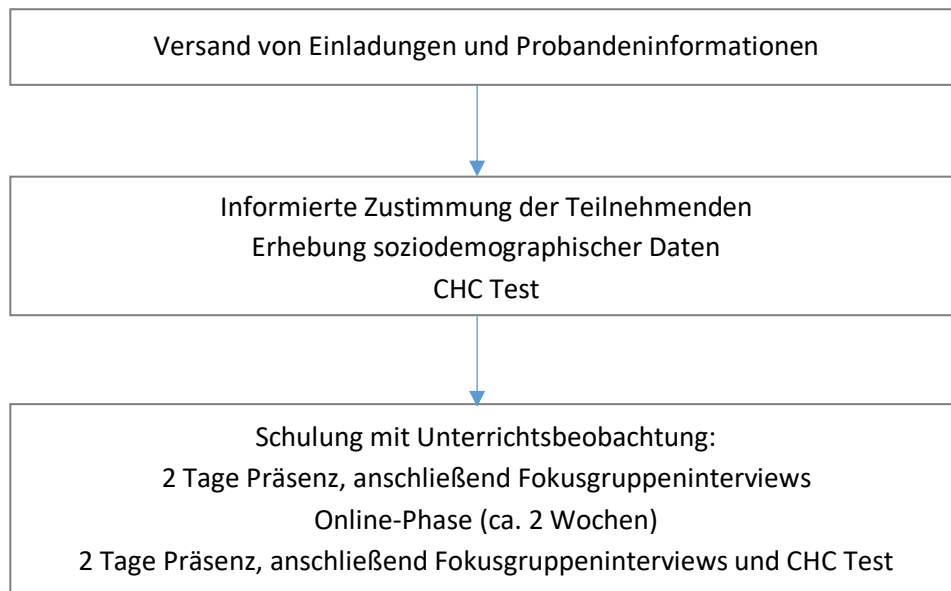 Versand von Einladungen und Probandeninformationen
Informierte Zustimmung der Teilnehmenden
Erhebung soziodemographischer Daten
CHC Test
Schulung mit Unterrichtsbeobachtung:
2 Tage Präsenz, anschließend Fokusgruppeninterviews
Online-Phase (ca. 2 Wochen)
2 Tage Präsenz, anschließend Fokusgruppeninterviews und CHC Test